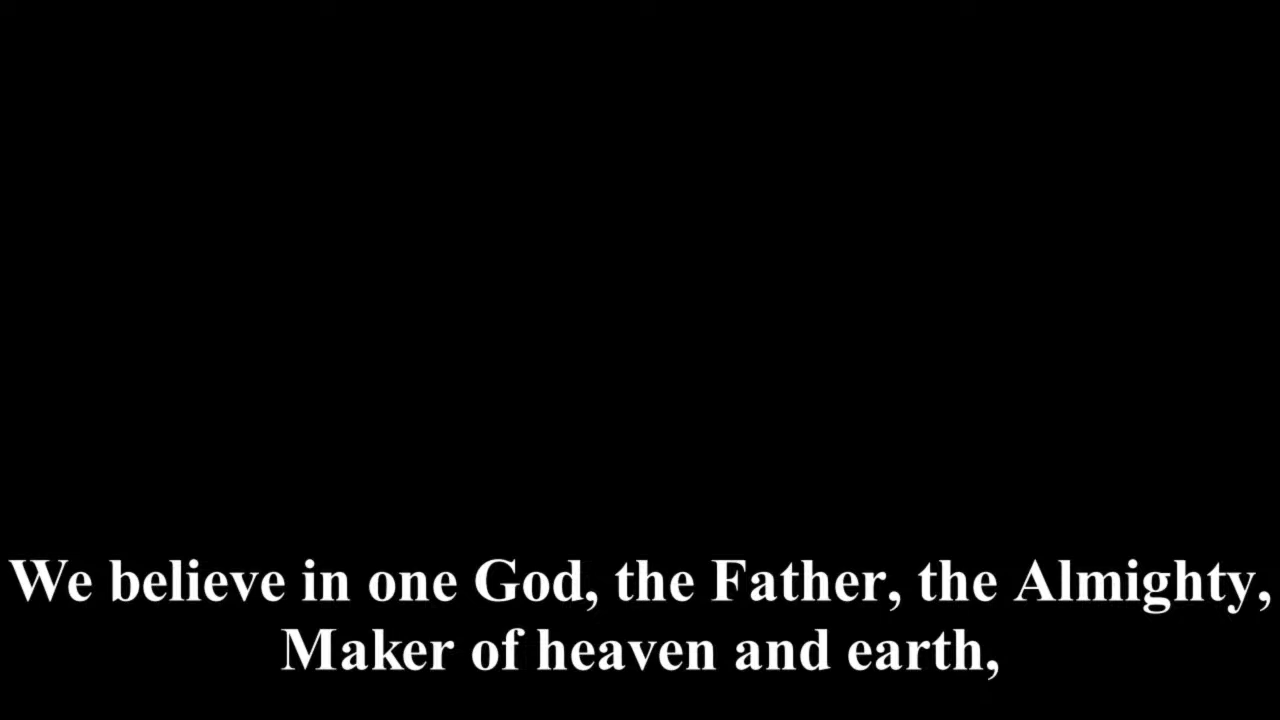 We believe in one God, the Father, the Almighty,
Maker of heaven and earth,